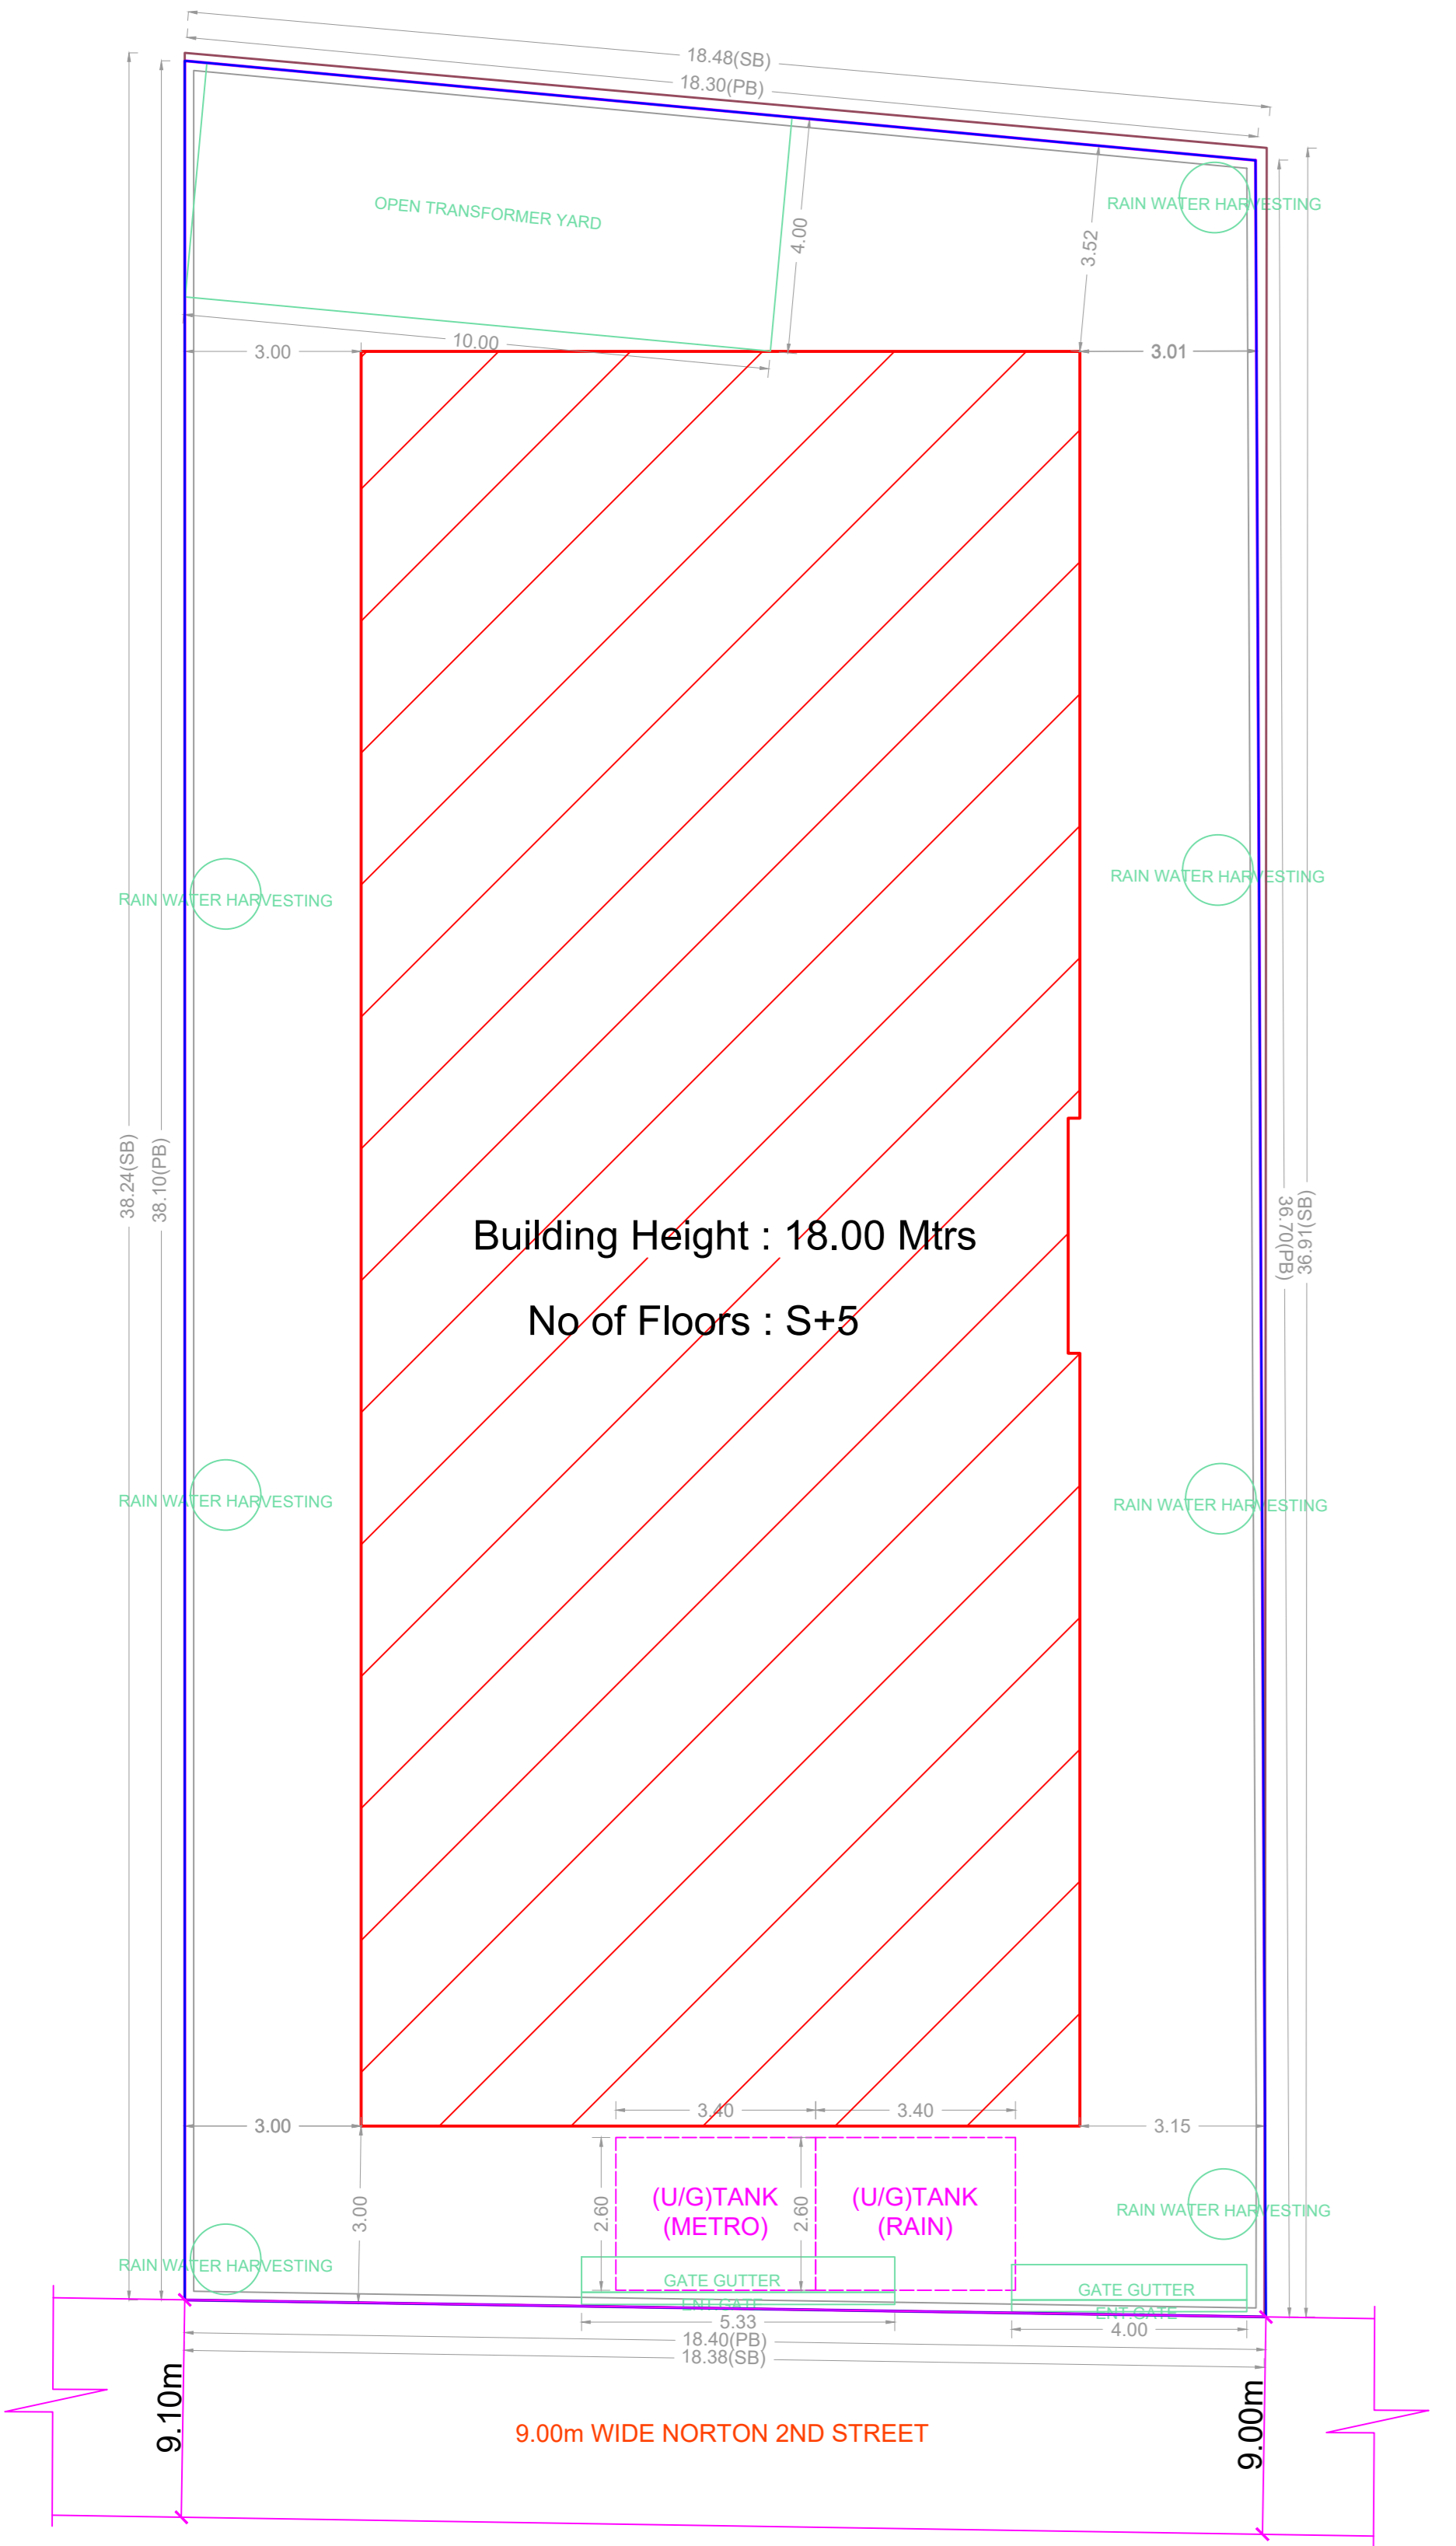 18.48(SB)
18.30(PB)
OPEN TRANSFORMER YARD
RAIN WATER HARVESTING
4.00
3.52
10.00
3.00
3.01
RAIN WATER HARVESTING
RAIN WATER HARVESTING
38.24(SB)
38.10(PB)
36.70(PB)
36.91(SB)
Building Height : 18.00 Mtrs
No of Floors : S+5
RAIN WATER HARVESTING
RAIN WATER HARVESTING
3.40
3.40
3.00
3.15
3.00
2.60
(U/G)TANK
(METRO)
2.60
(U/G)TANK
(RAIN)
RAIN WATER HARVESTING
RAIN WATER HARVESTING
GATE GUTTER
ENT.GATE
GATE GUTTER
ENT.GATE
5.33
4.00
18.40(PB)
18.38(SB)
9.10m
9.00m
9.00m WIDE NORTON 2ND STREET